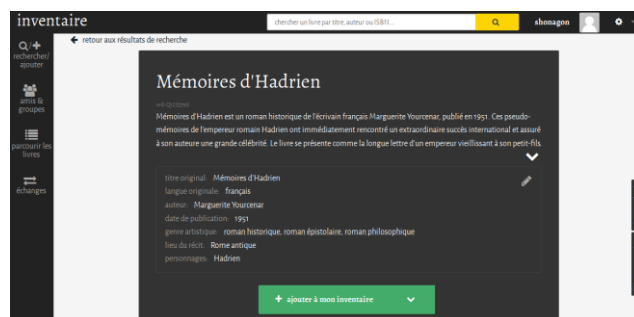 inventaire
chercher un livre par titre, auteur ou ISBN...
shonagon
rechercher/
ajouter
amis &
groupes
parcourir les
livres
échanges
retour aux résultats de recherche
Mémoires d'Hadrien
Mémoires d'Hadrien est un roman historique de l'écrivain français Marguerite Yourcenar, publié en 1951. Ces pseudo-
mémoires de l'empereur romain Hadrien ont immédiatement rencontré un extraordinaire succès international et assuré
à son auteure une grande célébrité. Le livre se présente comme la longue lettre d'un empereur vieillissant à son petit-fils
titre original: Mémoires d'Hadrien
langue originale: français
auteur: Marguerite Yourcenar
date de publication: 1951
genre artistique: roman historique, roman épistolaire, roman philosophique
lieu du récit: Rome antique
personnages: Hadrien
+ ajouter à mon inventaire